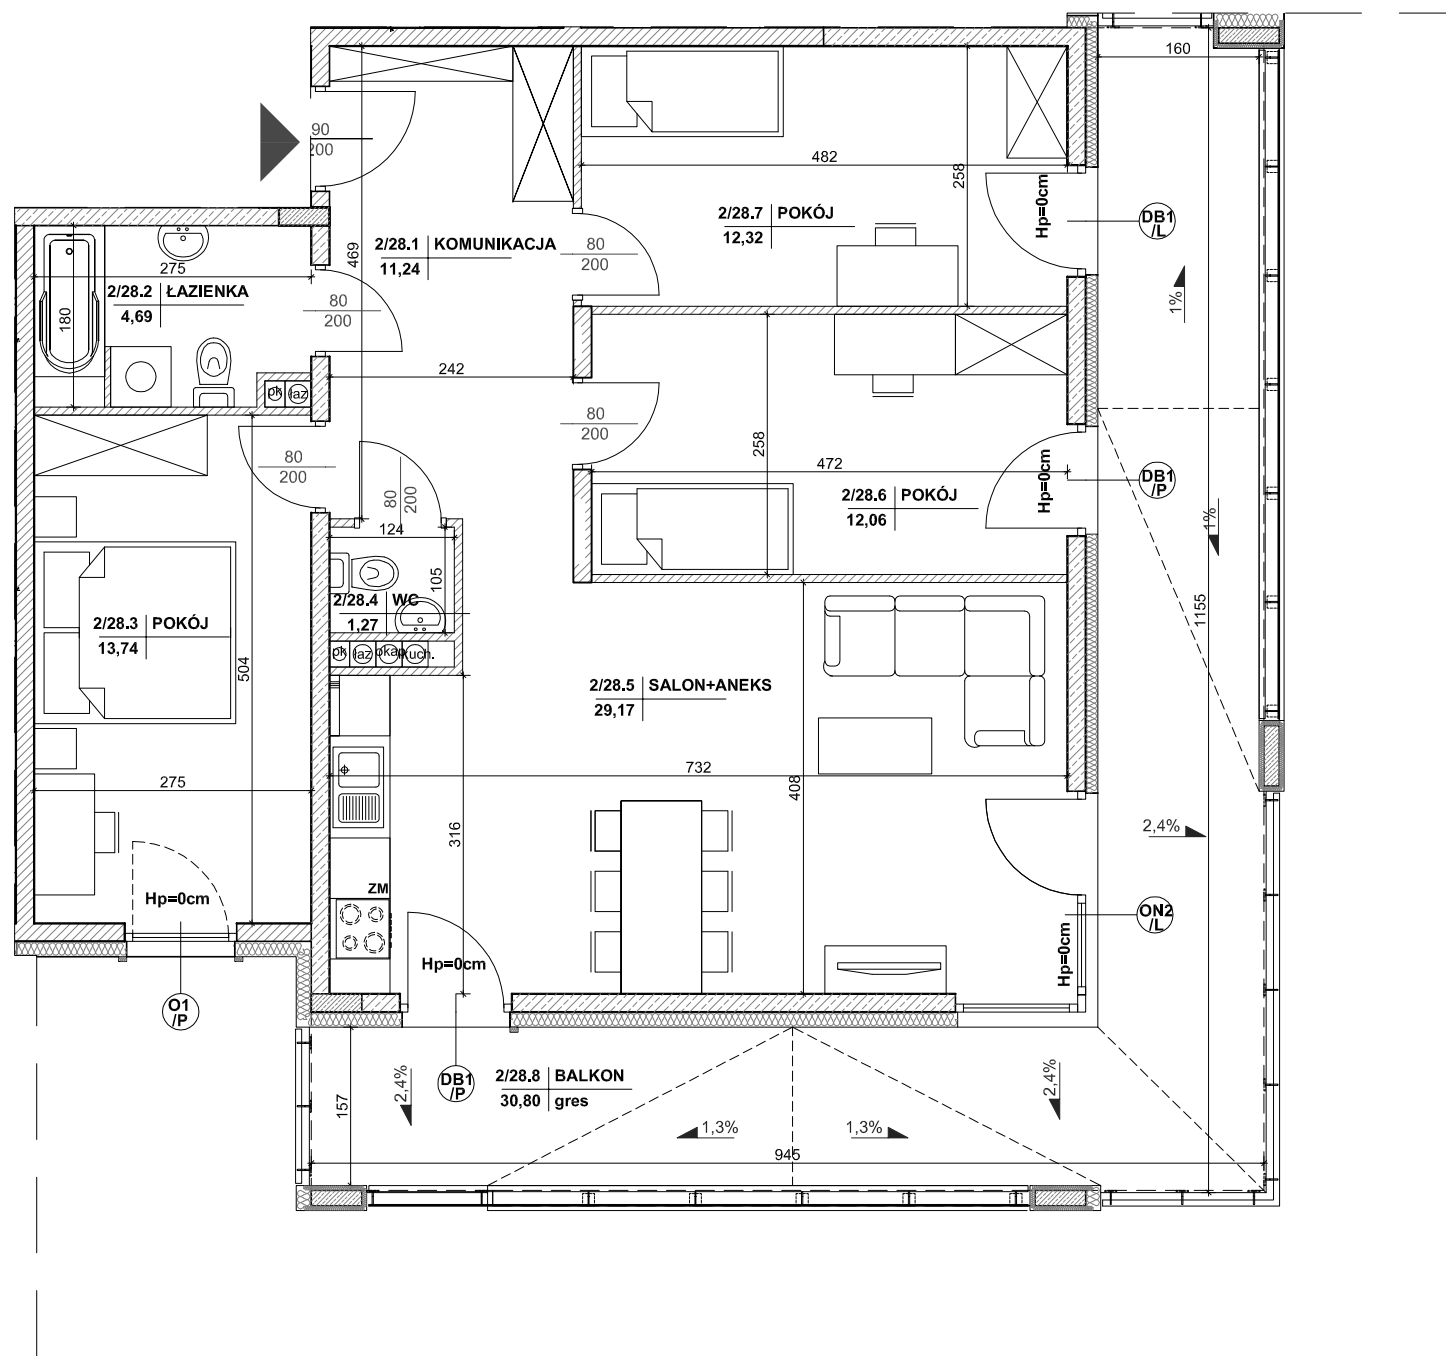 160
90
200
482
258
Hp=0cm
DB1
/L
2/28.7 POKÓJ
12,32
469
2/28.1 KOMUNIKACJA
11,24
80
200
275
2/28.2 ŁAZIENKA
4,69
180
80
200
1%
242
pk
łaz
80
200
258
472
Hp=0cm
DB1
/P
80
200
80
200
2/28.6 POKÓJ
12,06
1%
124
105
2/28.4 WC
1,27
2/28.3 POKÓJ
13,74
504
1155
pk
łaz
okap
kuch.
2/28.5 SALON+ANEKS
29,17
732
408
275
316
2,4%
ZM
Hp=0cm
Hp=0cm
Hp=0cm
ON2
/L
O1
/P
DB1
/P
2,4%
2/28.8 BALKON
30,80 gres
2,4%
157
1,3%
1,3%
945